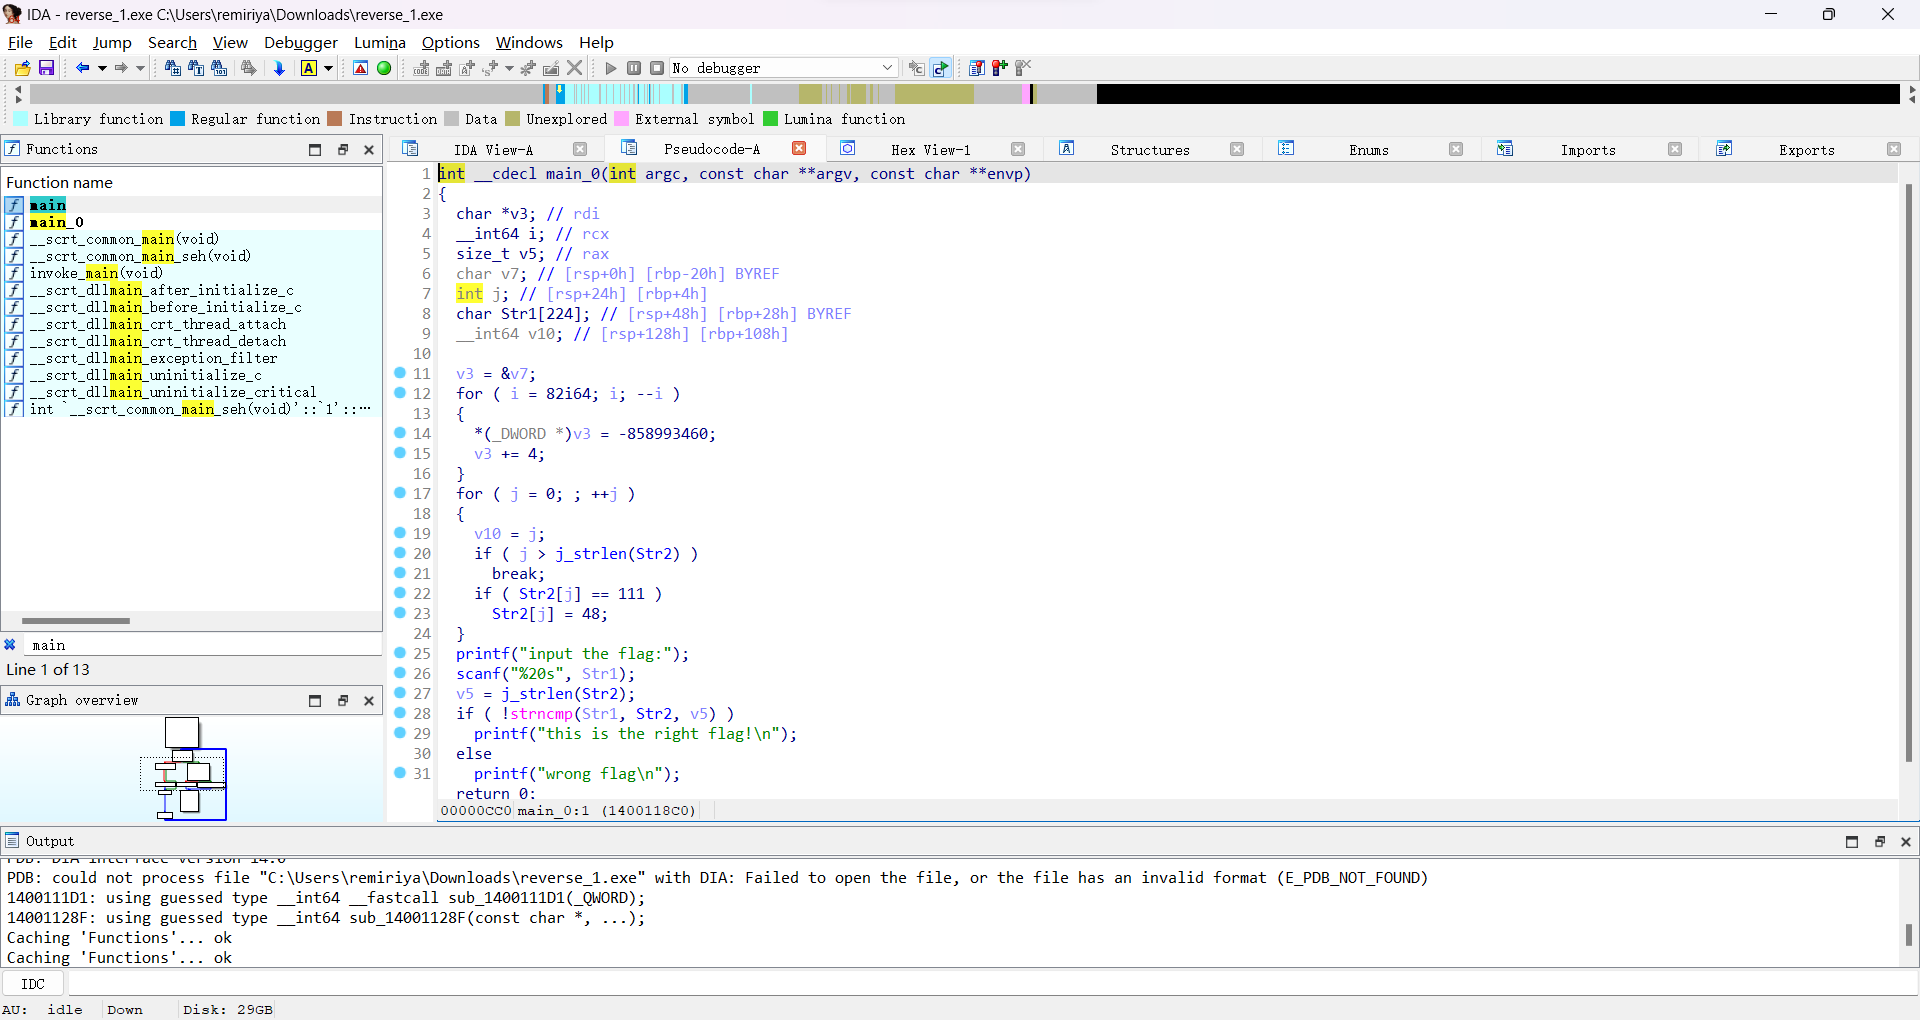 IDA - reverse_1.exe C:\Users\remiriya\Downloads\reverse_1.exe
File Edit Jump Search View Debugger Lumina Options Windows Help
No debugger
Library function Regular function Instruction Data Unexplored External symbol Lumina function
Functions
IDA View-A Pseudocode-A Hex View-1 Structures Enums Imports Exports
Function name
main
main_0
__scrt_common_main(void)
__scrt_common_main_seh(void)
invoke_main(void)
__scrt_dllmain_after_initialize_c
__scrt_dllmain_before_initialize_c
__scrt_dllmain_crt_thread_attach
__scrt_dllmain_crt_thread_detach
__scrt_dllmain_exception_filter
__scrt_dllmain_uninitialize_c
__scrt_dllmain_uninitialize_critical
int `__scrt_common_main_seh(void)'::`1'::…
main
Line 1 of 13
Graph overview
1 int __cdecl main_0(int argc, const char **argv, const char **envp)
2 {
3 char *v3; // rdi
4 __int64 i; // rcx
5 size_t v5; // rax
6 char v7; // [rsp+0h] [rbp-20h] BYREF
7 int j; // [rsp+24h] [rbp+4h]
8 char Str1[224]; // [rsp+48h] [rbp+28h] BYREF
9 __int64 v10; // [rsp+128h] [rbp+108h]
10
11 v3 = &v7;
12 for ( i = 82i64; i; --i )
13 {
14 *(_DWORD *)v3 = -858993460;
15 v3 += 4;
16 }
17 for ( j = 0; ; ++j )
18 {
19 v10 = j;
20 if ( j > j_strlen(Str2) )
21 break;
22 if ( Str2[j] == 111 )
23 Str2[j] = 48;
24 }
25 printf("input the flag:");
26 scanf("%20s", Str1);
27 v5 = j_strlen(Str2);
28 if ( !strncmp(Str1, Str2, v5) )
29 printf("this is the right flag!\n");
30 else
31 printf("wrong flag\n");
return 0;
00000CC0 main_0:1 (1400118C0)
Output
PDB: DIA interface version 14.0
PDB: could not process file "C:\Users\remiriya\Downloads\reverse_1.exe" with DIA: Failed to open the file, or the file has an invalid format (E_PDB_NOT_FOUND)
1400111D1: using guessed type __int64 __fastcall sub_1400111D1(_QWORD);
14001128F: using guessed type __int64 sub_14001128F(const char *, ...);
Caching 'Functions'... ok
Caching 'Functions'... ok
IDC
AU: idle Down Disk: 29GB